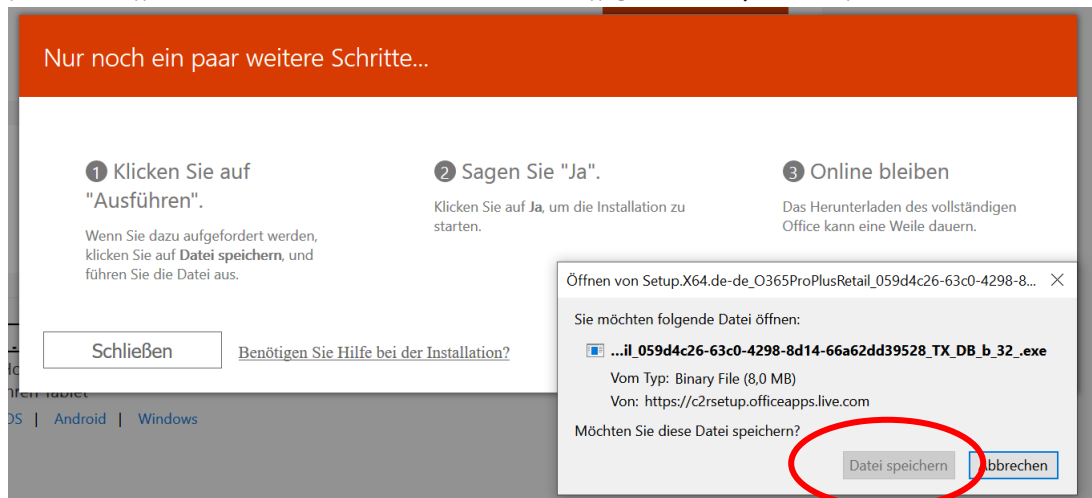 Nur noch ein paar weitere Schritte...
1 Klicken Sie auf
"Ausführen".
Wenn Sie dazu aufgefordert werden,
klicken Sie auf Datei speichern, und
führen Sie die Datei aus.
2 Sagen Sie "Ja".
Klicken Sie auf Ja, um die Installation zu
starten.
3 Online bleiben
Das Herunterladen des vollständigen
Office kann eine Weile dauern.
Schließen
Benötigen Sie Hilfe bei der Installation?
Öffnen von Setup.X64.de-de_O365ProPlusRetail_059d4c26-63c0-4298-8...
Sie möchten folgende Datei öffnen:
...il_059d4c26-63c0-4298-8d14-66a62dd39528_TX_DB_b_32_.exe
Vom Typ: Binary File (8,0 MB)
Von: https://c2rsetup.officeapps.live.com
Möchten Sie diese Datei speichern?
Datei speichern
Abbrechen
| Android | Windows